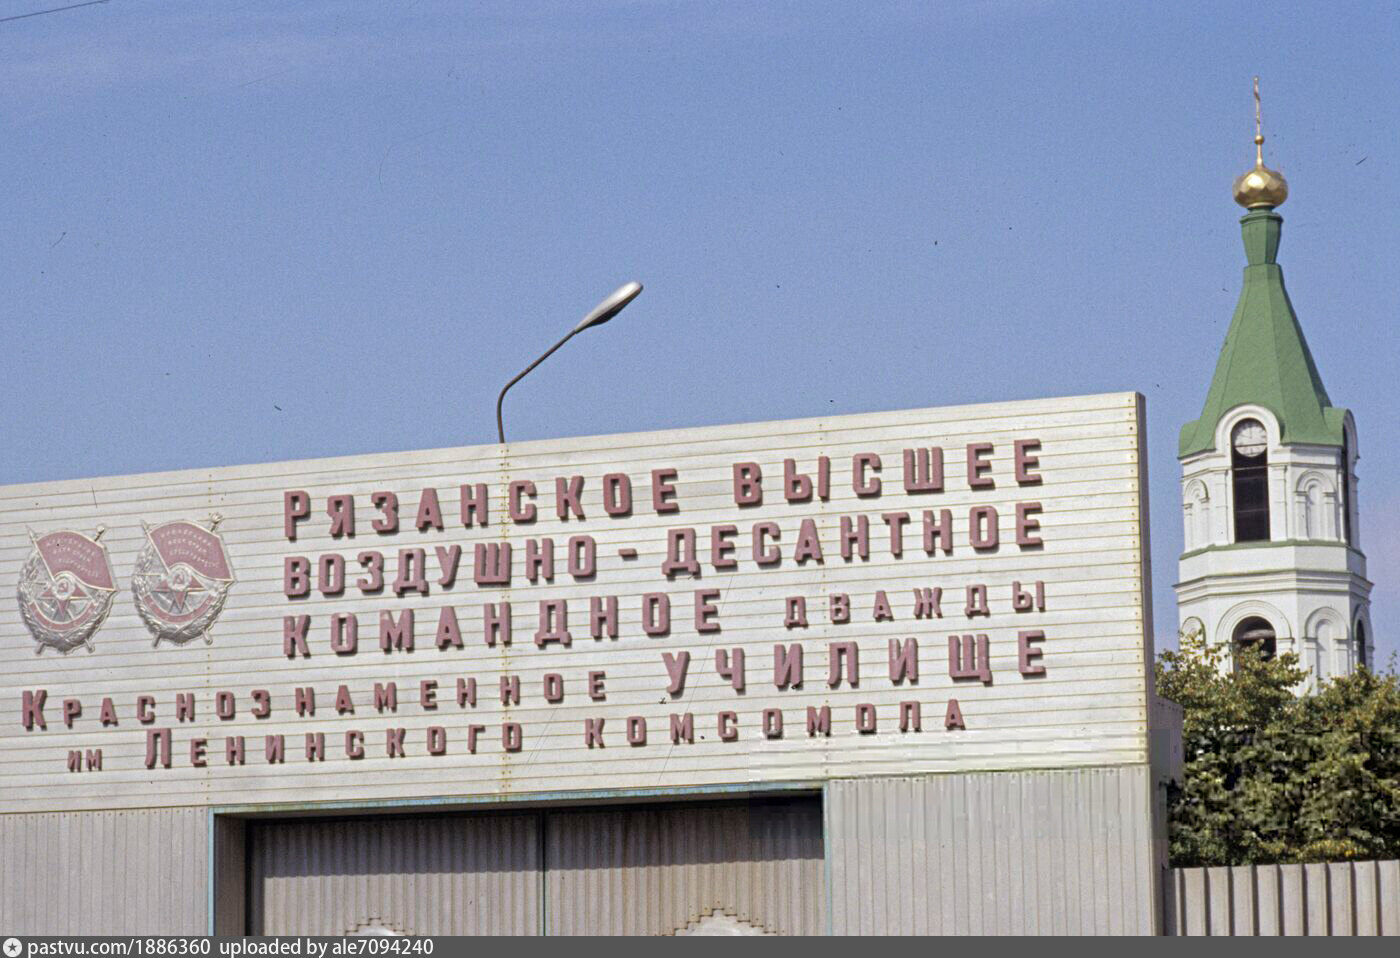 Рязанское высшее
воздушно-десантное
командное дважды
Краснознаменное училище
им Ленинского комсомола
pastvu.com/1886360 uploaded by ale7094240